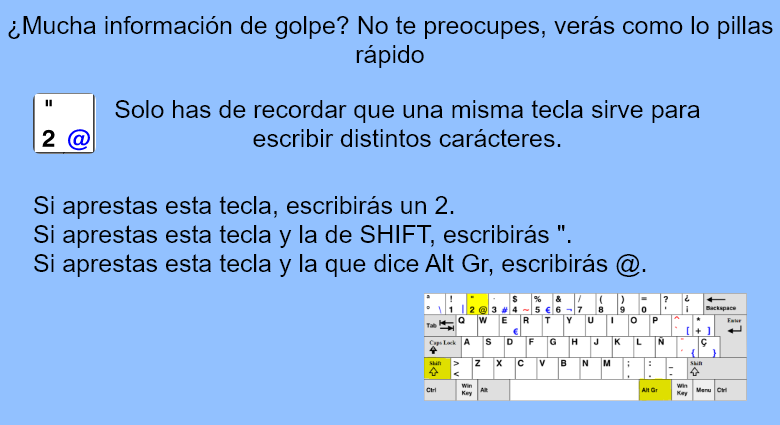 ¿Mucha información de golpe? No te preocupes, verás como lo pillas
rápido
"
2 @
Solo has de recordar que una misma tecla sirve para
escribir distintos carácteres.
Si aprestas esta tecla, escribirás un 2.
Si aprestas esta tecla y la de SHIFT, escribirás ".
Si aprestas esta tecla y la que dice Alt Gr, escribirás @.
ª ! " · $ % & / ( ) = ? ¿ Backspace
º \ 1 | 2 @ 3 # 4 ~ 5 € 6 ¬ 7 8 9 0 ' ¡
Tab Q W E R T Y U I O P ^ * Enter
€ ` [ + ]
Caps Lock A S D F G H J K L Ñ ¨ Ç
´ { }
Shift > Z X C V B N M ; : _ Shift
< , . -
Ctrl Win Key Alt Alt Gr Win Key Menu Ctrl